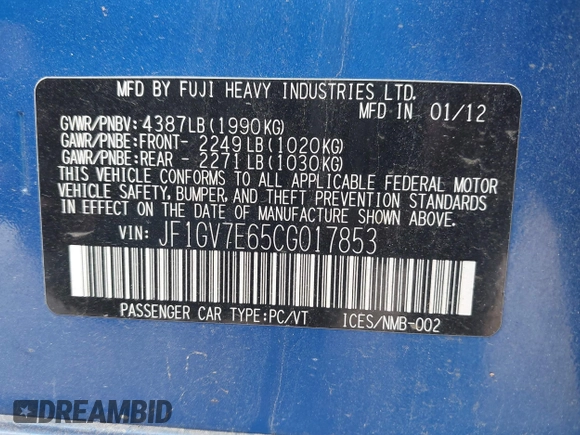 MFD BY FUJI HEAVY INDUSTRIES LTD.
MFD IN 01/12
GVWR/PNBV: 4387LB(1990KG)
GAWR/PNBE: FRONT- 2249LB(1020KG)
GAWR/PNBE: REAR - 2271LB(1030KG)
THIS VEHICLE CONFORMS TO ALL APPLICABLE FEDERAL MOTOR
VEHICLE SAFETY, BUMPER, AND THEFT PREVENTION STANDARDS
IN EFFECT ON THE DATE OF MANUFACTURE SHOWN ABOVE.
VIN: JF1GV7E65CG017853
PASSENGER CAR TYPE:PC/VT ICES/NMB-002
DREAMBID